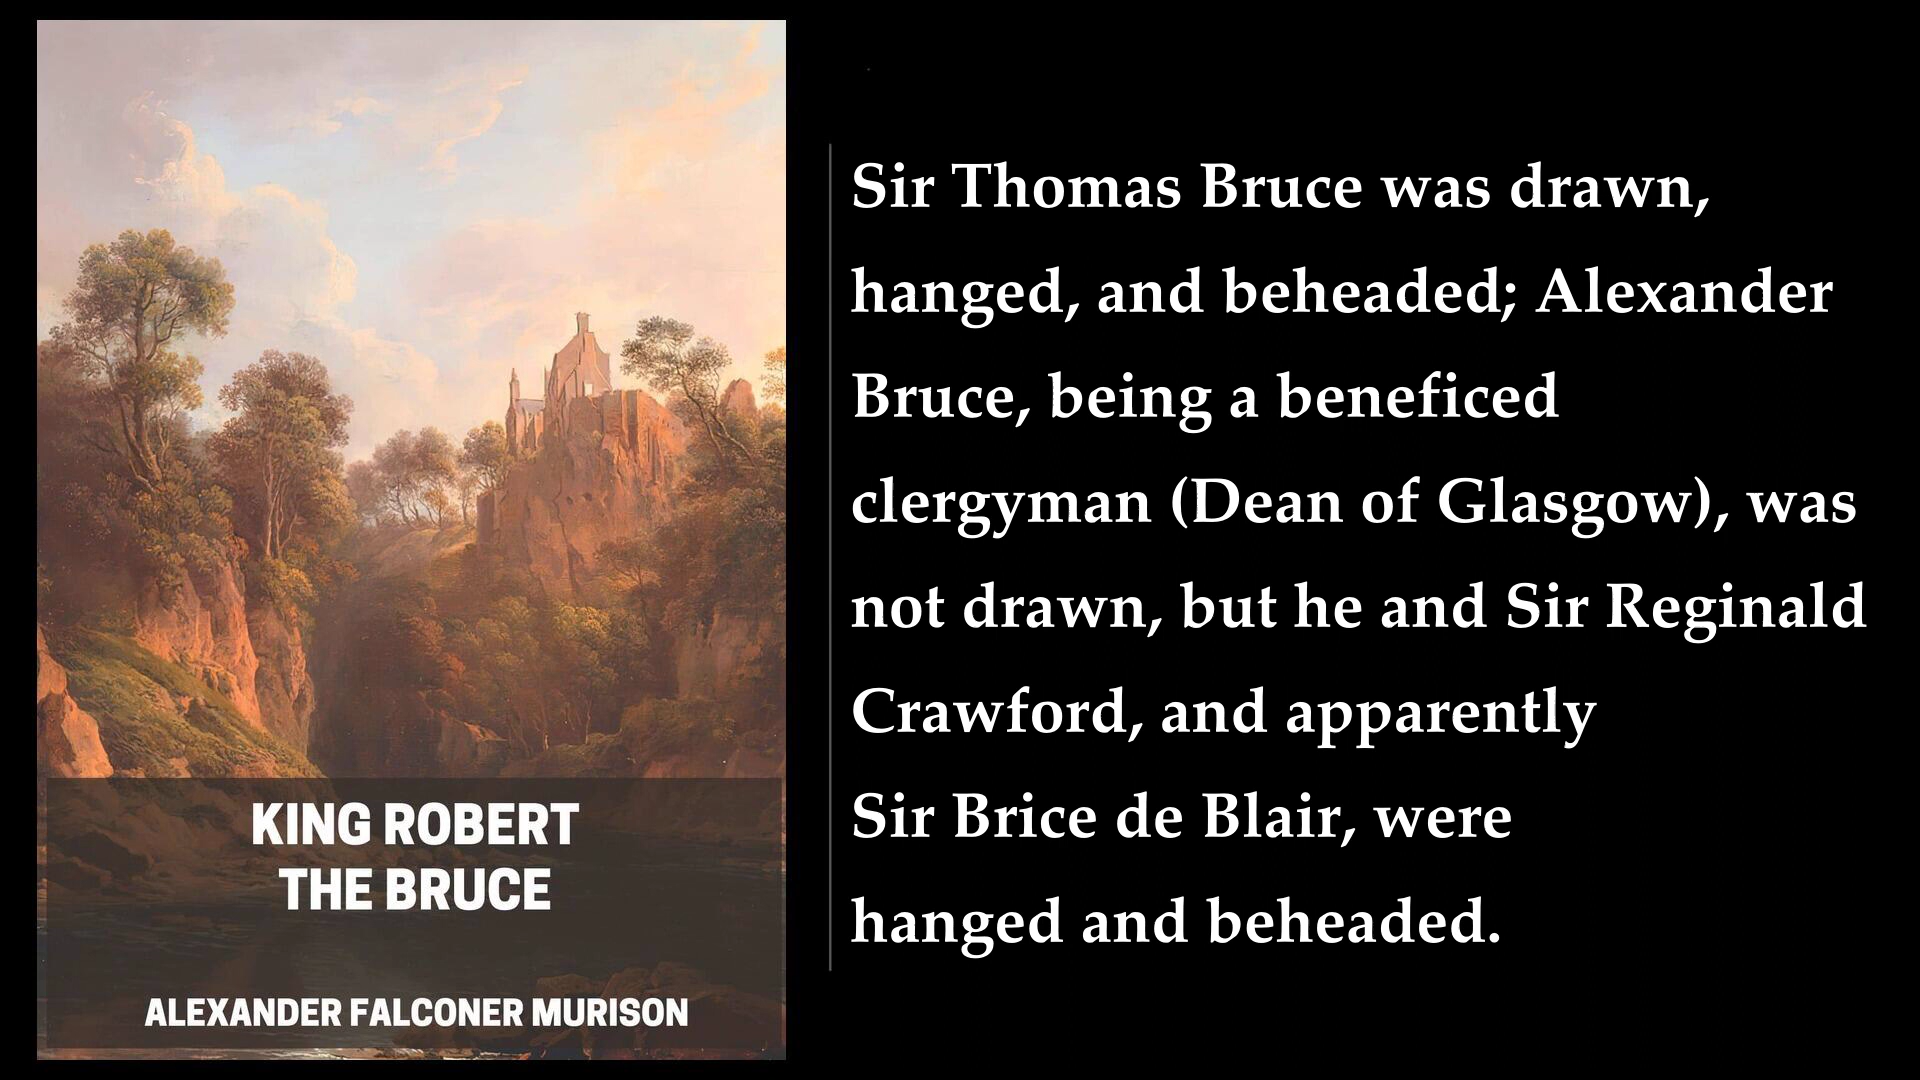 KING ROBERT
THE BRUCE
ALEXANDER FALCONER MURISON
Sir Thomas Bruce was drawn,
hanged, and beheaded; Alexander
Bruce, being a beneficed
clergyman (Dean of Glasgow), was
not drawn, but he and Sir Reginald
Crawford, and apparently
Sir Brice de Blair, were
hanged and beheaded.